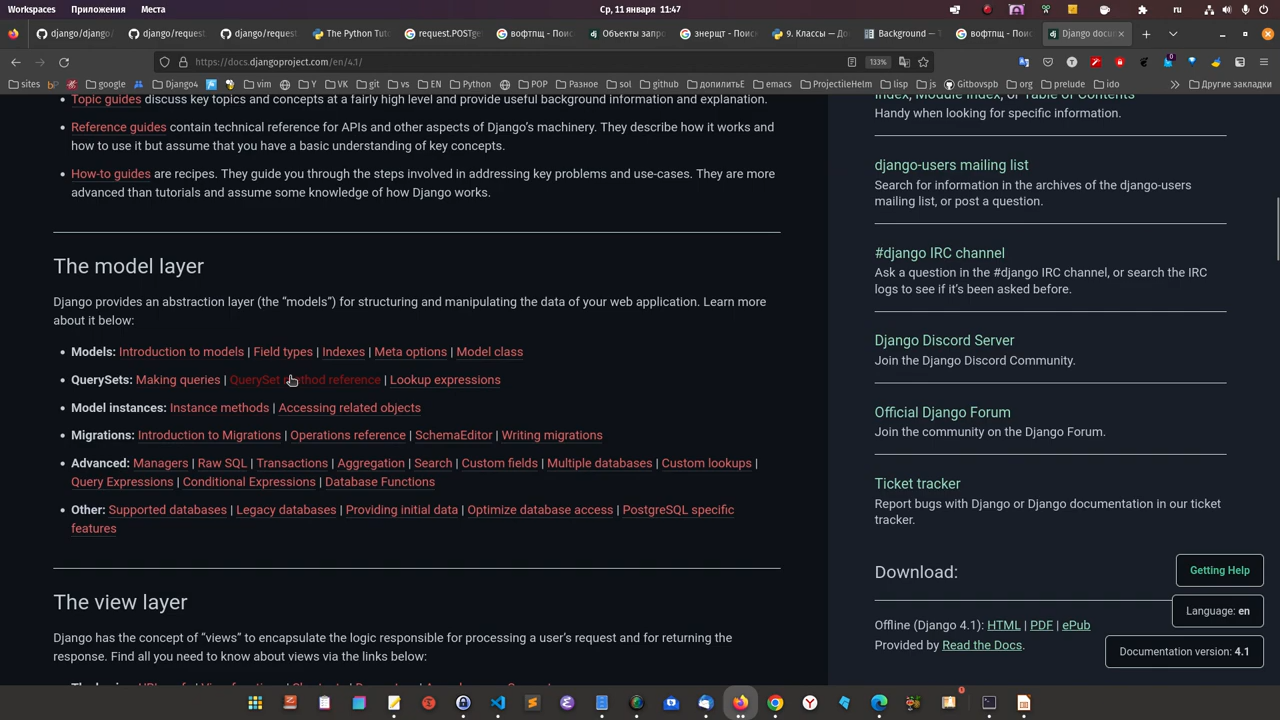 Workspaces Приложения Места Ср, 11 января 11:47 ru
django/django/ django/request django/request The Python Tut request.POSTge вофтпщ - Поис Объекты запро знерщт - Поис 9. Классы — До Background — вофтпщ - Поис Django docum
https://docs.djangoproject.com/en/4.1/ 133%
sites google Django vim Y VK git vs EN Python POP Разное sol github допилитьЕ emacs ProjectileHelm lisp js Gitbovspb org prelude ido Другие закладки
Topic guides discuss key topics and concepts at a fairly high level and provide useful background information and explanation.
Reference guides contain technical reference for APIs and other aspects of Django's machinery. They describe how it works and
how to use it but assume that you have a basic understanding of key concepts.
How-to guides are recipes. They guide you through the steps involved in addressing key problems and use-cases. They are more
advanced than tutorials and assume some knowledge of how Django works.
The model layer
Django provides an abstraction layer (the “models”) for structuring and manipulating the data of your web application. Learn more
about it below:
Models: Introduction to models | Field types | Indexes | Meta options | Model class
QuerySets: Making queries | QuerySet method reference | Lookup expressions
Model instances: Instance methods | Accessing related objects
Migrations: Introduction to Migrations | Operations reference | SchemaEditor | Writing migrations
Advanced: Managers | Raw SQL | Transactions | Aggregation | Search | Custom fields | Multiple databases | Custom lookups |
Query Expressions | Conditional Expressions | Database Functions
Other: Supported databases | Legacy databases | Providing initial data | Optimize database access | PostgreSQL specific
features
The view layer
Django has the concept of “views” to encapsulate the logic responsible for processing a user's request and for returning the
response. Find all you need to know about views via the links below:
Index, Module Index, or Table of Contents
Handy when looking for specific information.
django-users mailing list
Search for information in the archives of the django-users
mailing list, or post a question.
#django IRC channel
Ask a question in the #django IRC channel, or search the IRC
logs to see if it's been asked before.
Django Discord Server
Join the Django Discord Community.
Official Django Forum
Join the community on the Django Forum.
Ticket tracker
Report bugs with Django or Django documentation in our ticket
tracker.
Download:
Offline (Django 4.1): HTML | PDF | ePub
Provided by Read the Docs.
Getting Help
Language: en
Documentation version: 4.1